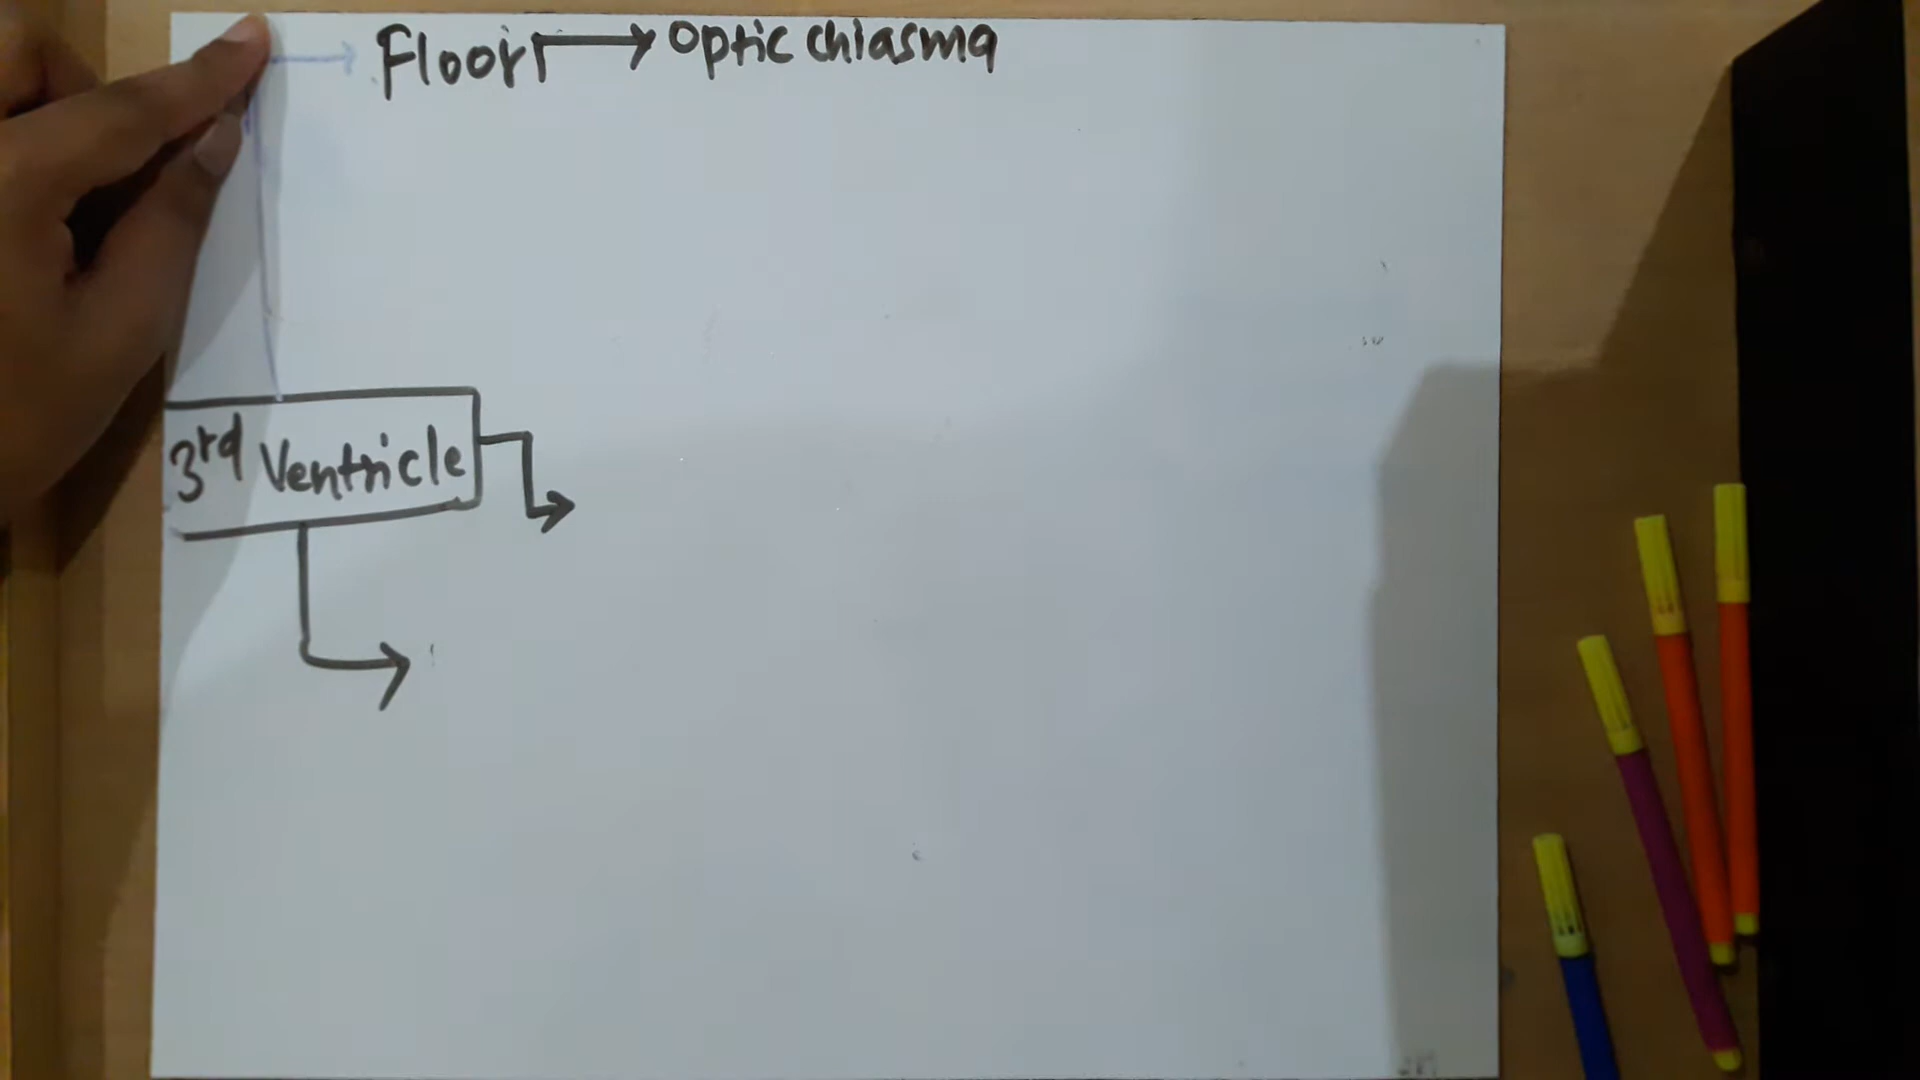 Floor → Optic chiasma
3rd Ventricle